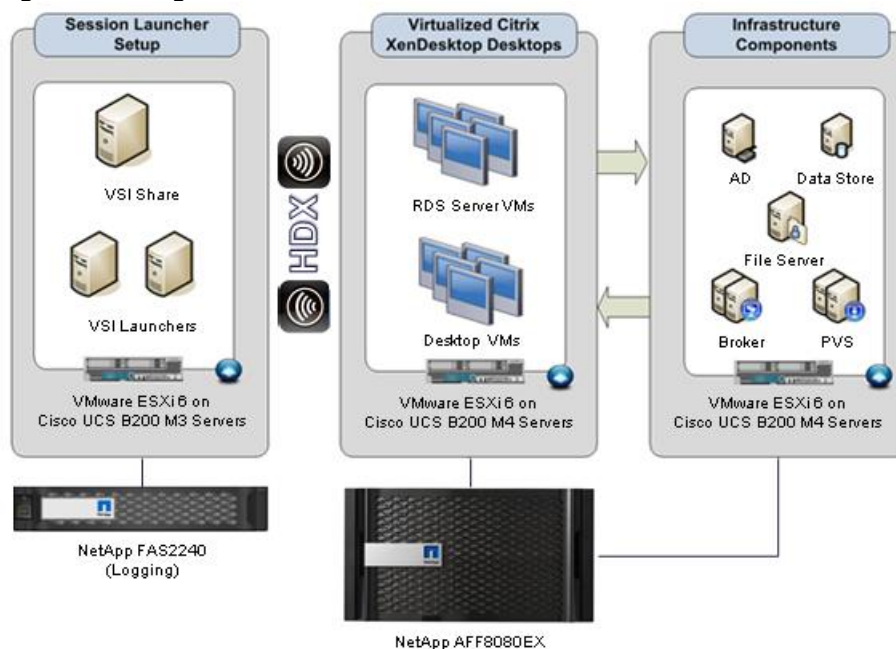 Session Launcher
Setup
VSI Share
VSI Launchers
VMware ESXi 6 on
Cisco UCS B200 M3 Servers
NetApp FAS2240
(Logging)
HDX
Virtualized Citrix
XenDesktop Desktops
RDS Server VMs
Desktop VMs
VMware ESXi 6 on
Cisco UCS B200 M4 Servers
NetApp AFF8080EX
Infrastructure
Components
AD
Data Store
File Server
Broker
PVS
VMware ESXi 6 on
Cisco UCS B200 M4 Servers